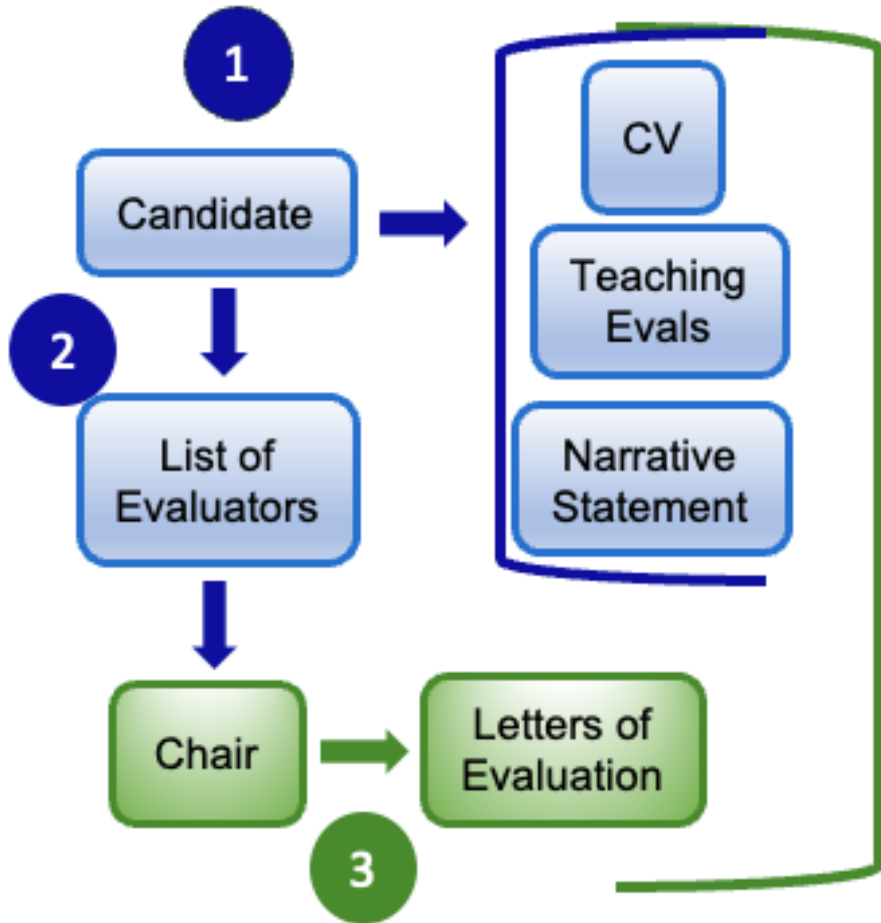 1
Candidate
CV
Teaching
Evals
Narrative
Statement
2
List of
Evaluators
Chair
Letters of
Evaluation
3